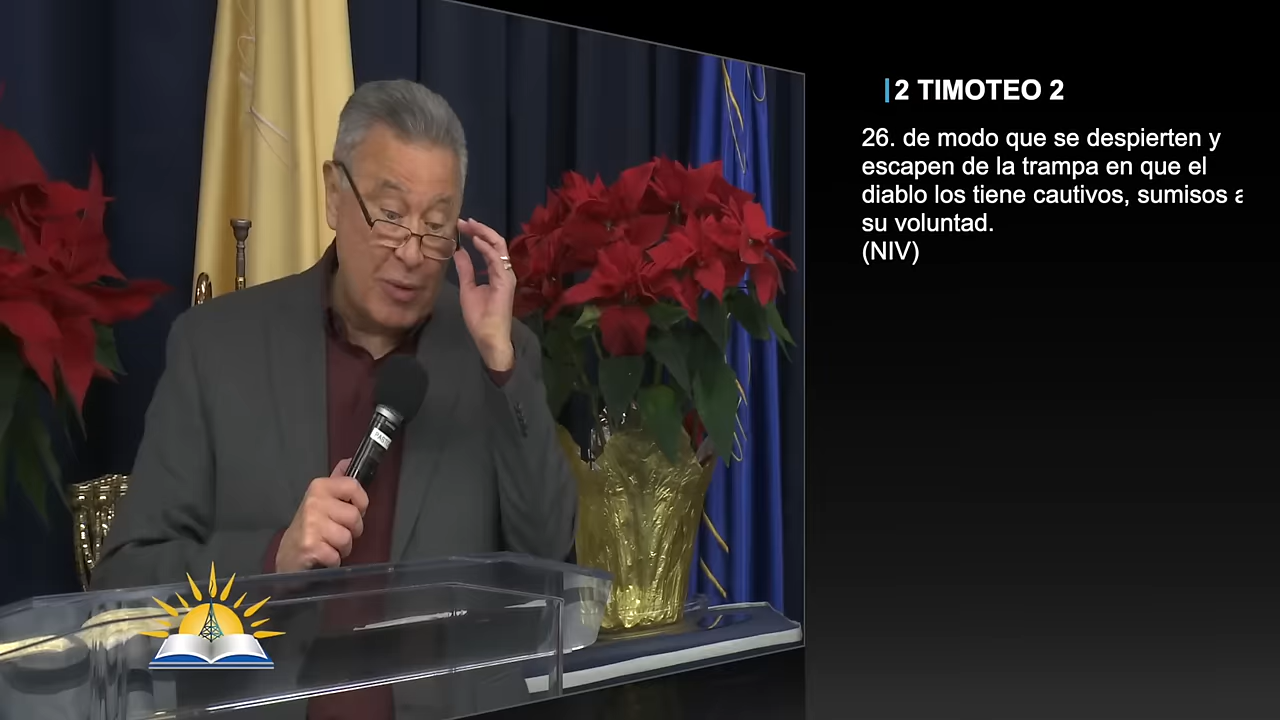 2 TIMOTEO 2
26. de modo que se despierten y
escapen de la trampa en que el
diablo los tiene cautivos, sumisos a
su voluntad.
(NIV)